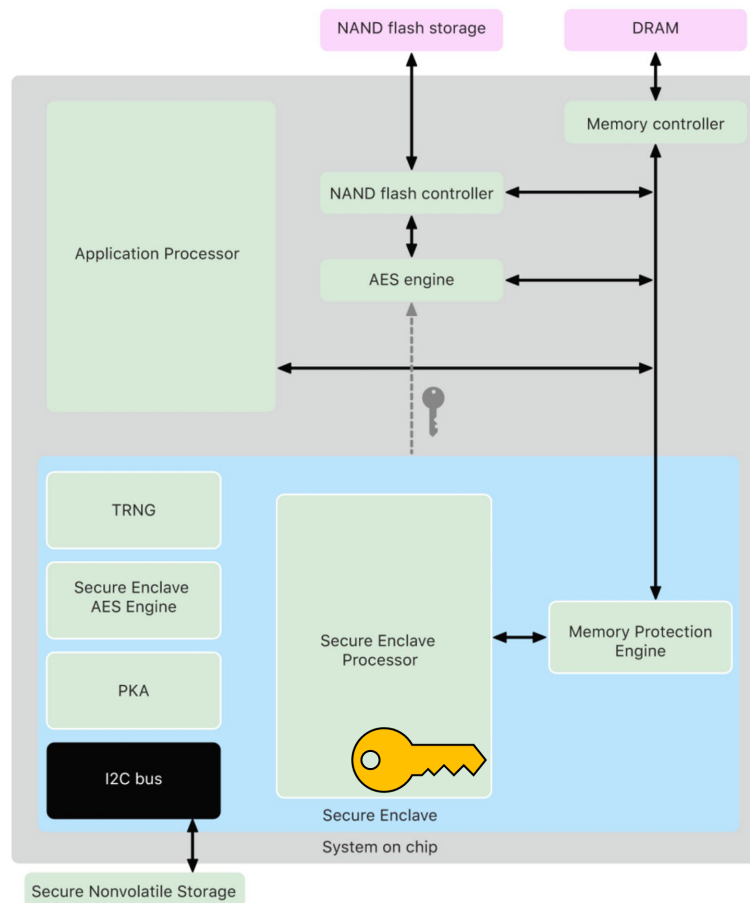 NAND flash storage
DRAM
Memory controller
NAND flash controller
Application Processor
AES engine
TRNG
Secure Enclave
AES Engine
Secure Enclave
Processor
Memory Protection
Engine
PKA
I2C bus
Secure Enclave
System on chip
Secure Nonvolatile Storage